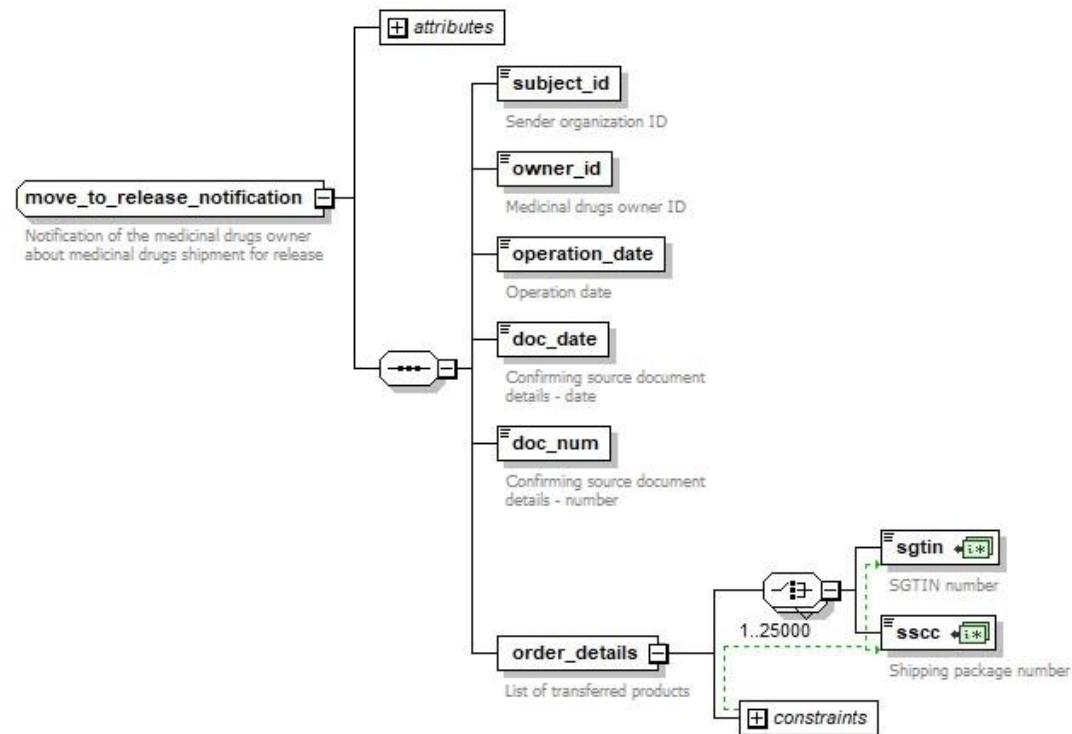 attributes
subject_id
Sender organization ID
owner_id
Medicinal drugs owner ID
move_to_release_notification
Notification of the medicinal drugs owner
about medicinal drugs shipment for release
operation_date
Operation date
doc_date
Confirming source document
details - date
doc_num
Confirming source document
details - number
sgtin
SGTIN number
1..25000
sscc
Shipping package number
order_details
List of transferred products
constraints